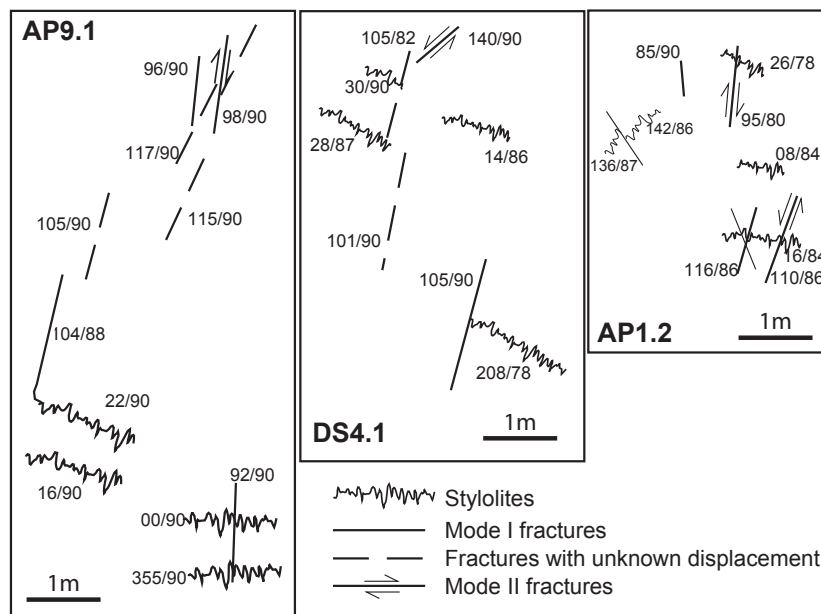 AP9.1
96/90
98/90
117/90
105/90
115/90
104/88
22/90
16/90
92/90
00/90
355/90
1m
105/82
140/90
30/90
28/87
14/86
101/90
105/90
208/78
DS4.1
1m
85/90
26/78
142/86
95/80
136/87
08/84
116/86
16/84
110/86
AP1.2
1m
Stylolites
Mode I fractures
Fractures with unknown displacement
Mode II fractures